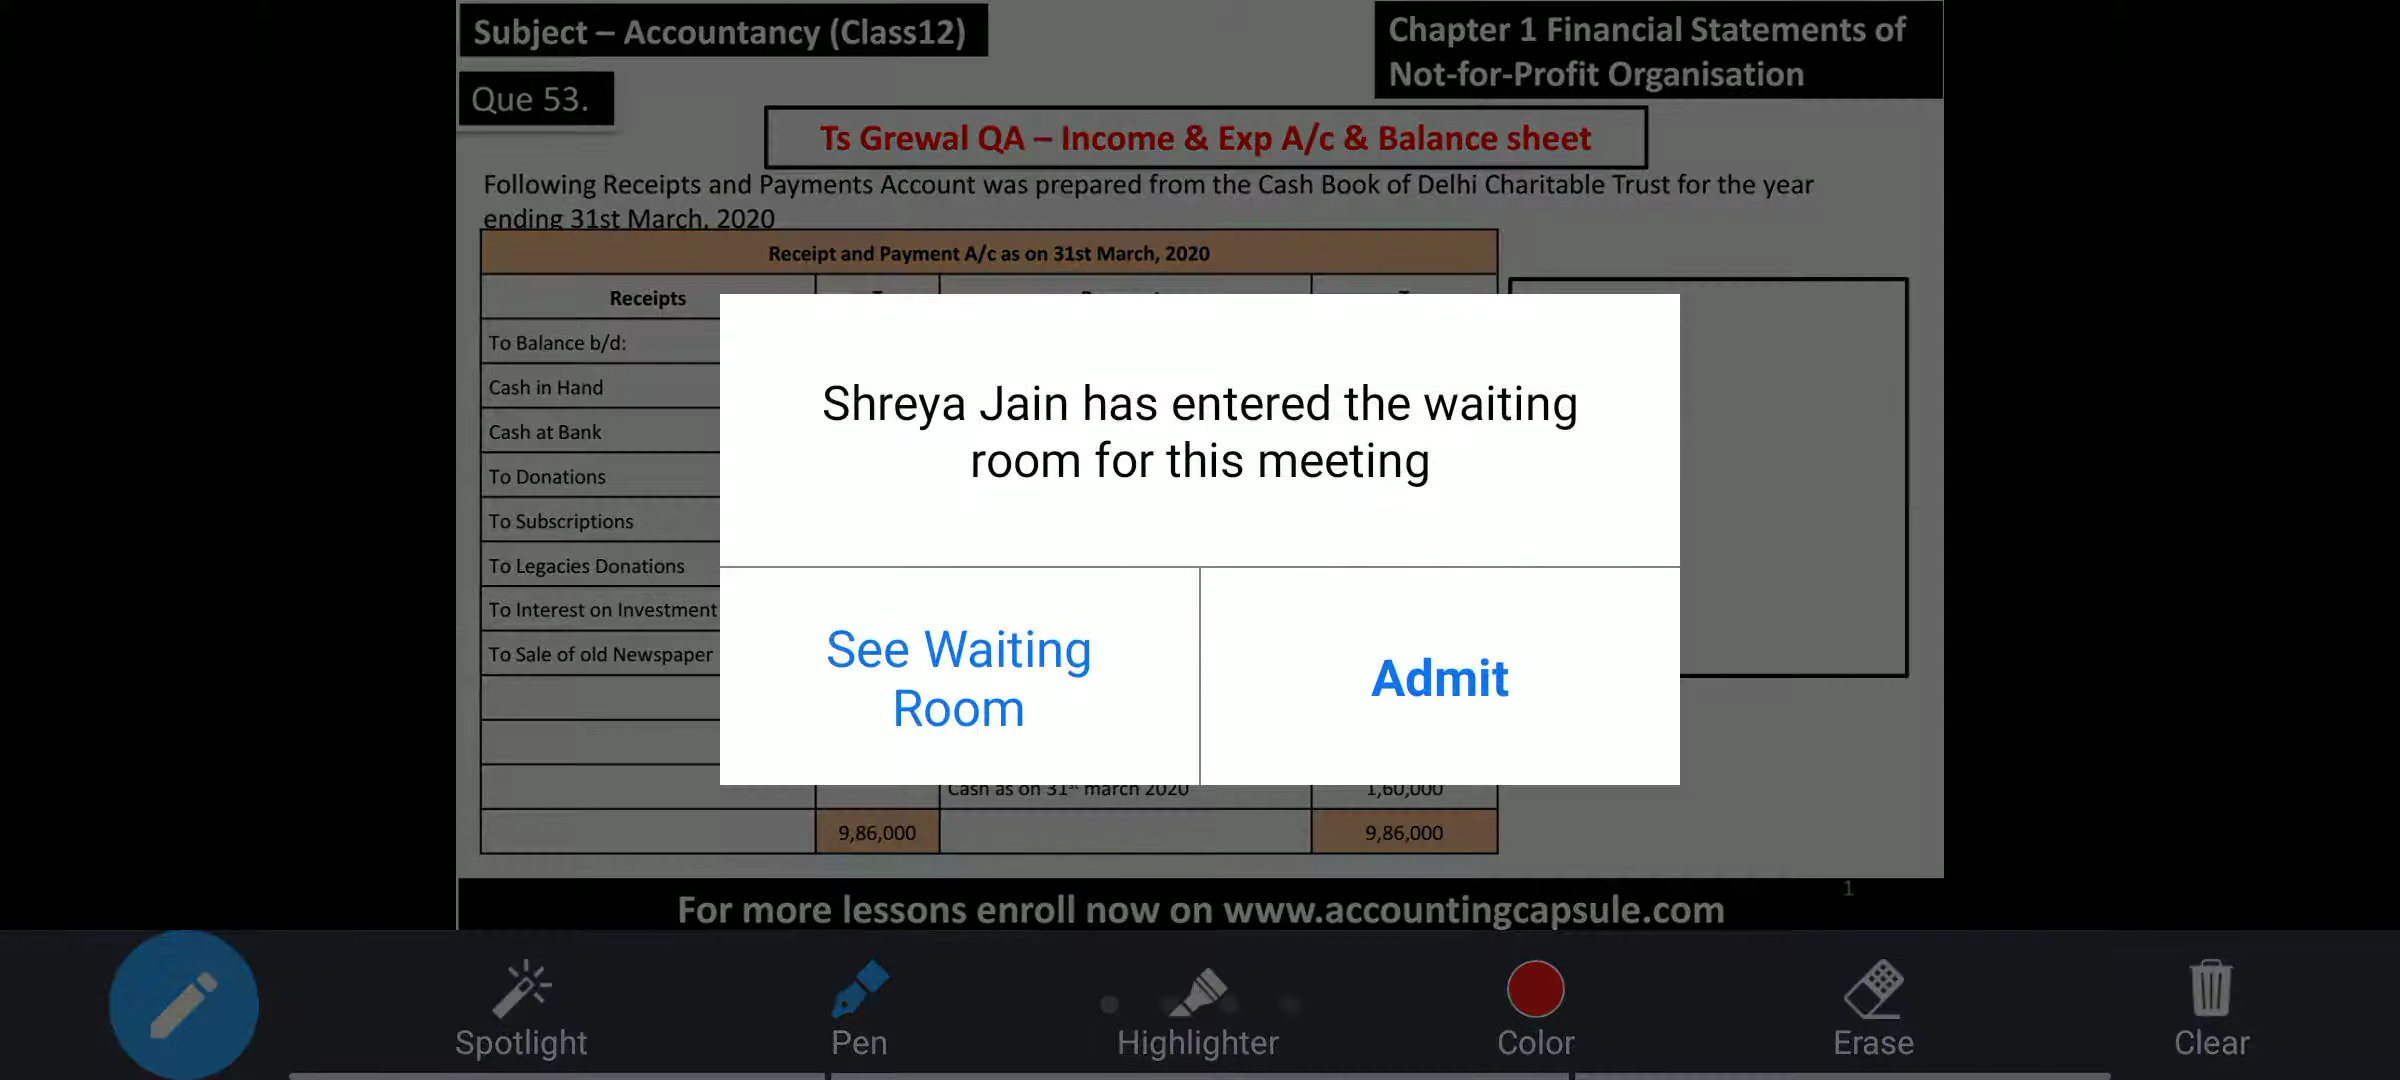 Subject – Accountancy (Class12)
Chapter 1 Financial Statements of
Not-for-Profit Organisation
Que 53.
Ts Grewal QA – Income & Exp A/c & Balance sheet
Following Receipts and Payments Account was prepared from the Cash Book of Delhi Charitable Trust for the year
ending 31st March, 2020
Receipt and Payment A/c as on 31st March, 2020
Receipts
To Balance b/d:
Cash in Hand
Cash at Bank
To Donations
To Subscriptions
To Legacies Donations
To Interest on Investment
To Sale of old Newspaper
Shreya Jain has entered the waiting
room for this meeting
See Waiting
Room
Admit
Cash as on 31st march 2020 1,60,000
9,86,000 9,86,000
1
For more lessons enroll now on www.accountingcapsule.com
Spotlight Pen Highlighter Color Erase Clear